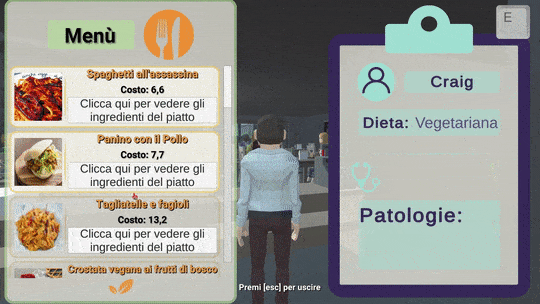 Menù
Spaghetti all'assassina
Costo: 6,6
Clicca qui per vedere gli
ingredienti del piatto
Panino con il Pollo
Costo: 7,7
Clicca qui per vedere gli
ingredienti del piatto
Tagliatelle e fagioli
Costo: 13,2
Clicca qui per vedere gli
ingredienti del piatto
Crostata vegana ai frutti di bosco
Premi [esc] per uscire
E
Craig
Dieta: Vegetariana
Patologie: